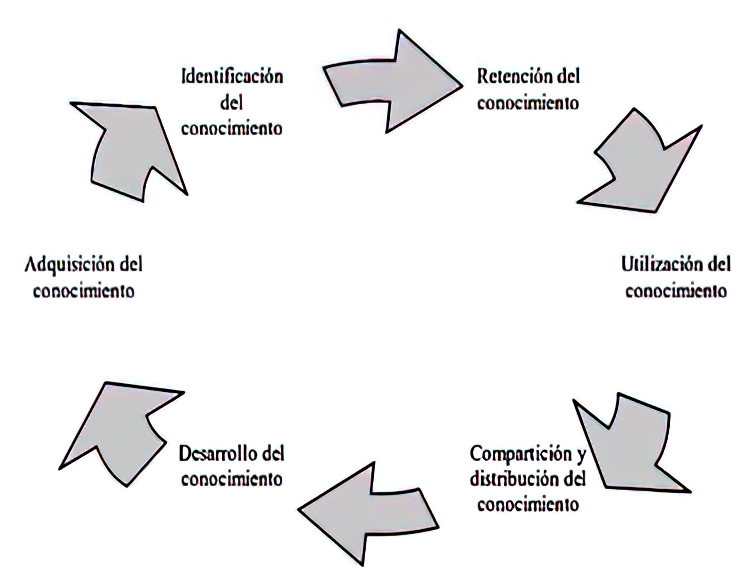 Identificación
del
conocimiento
Retención del
conocimiento
Adquisición del
conocimiento
Utilización del
conocimiento
Desarrollo del
conocimiento
Compartición y
distribución del
conocimiento